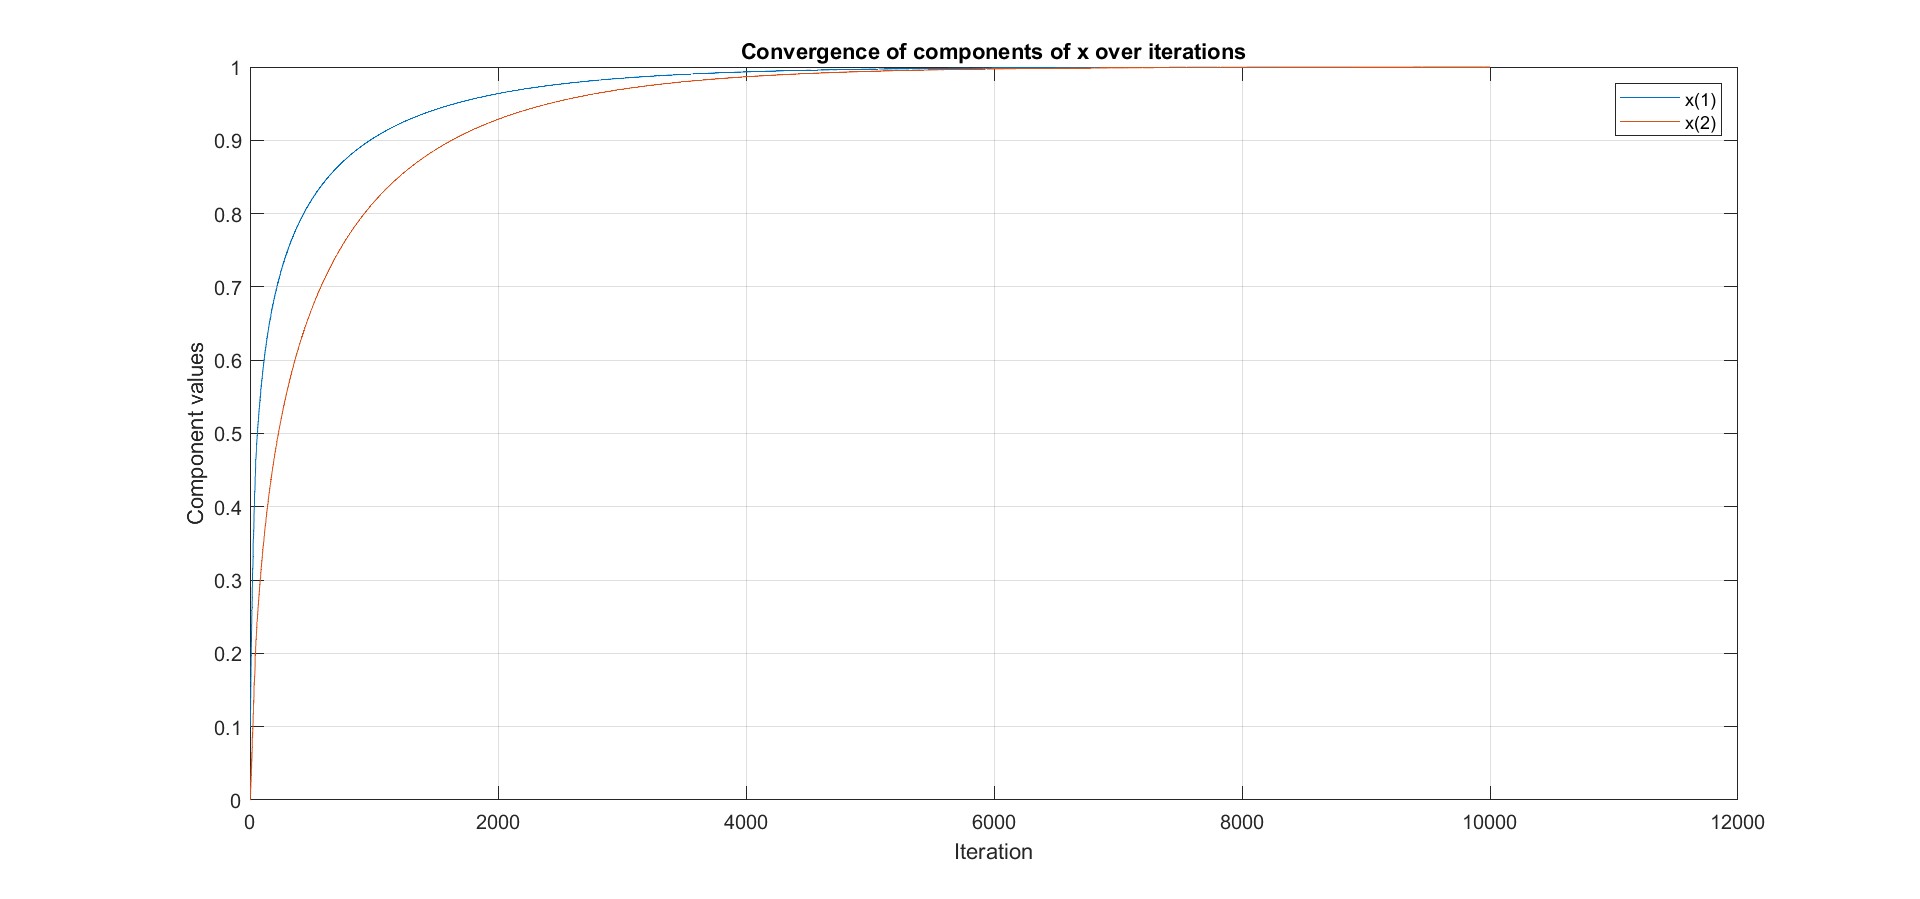 Convergence of components of x over iterations
1
0.9
0.8
0.7
0.6
0.5
0.4
0.3
0.2
0.1
0
Component values
x(1)
x(2)
0 2000 4000 6000 8000 10000 12000
Iteration